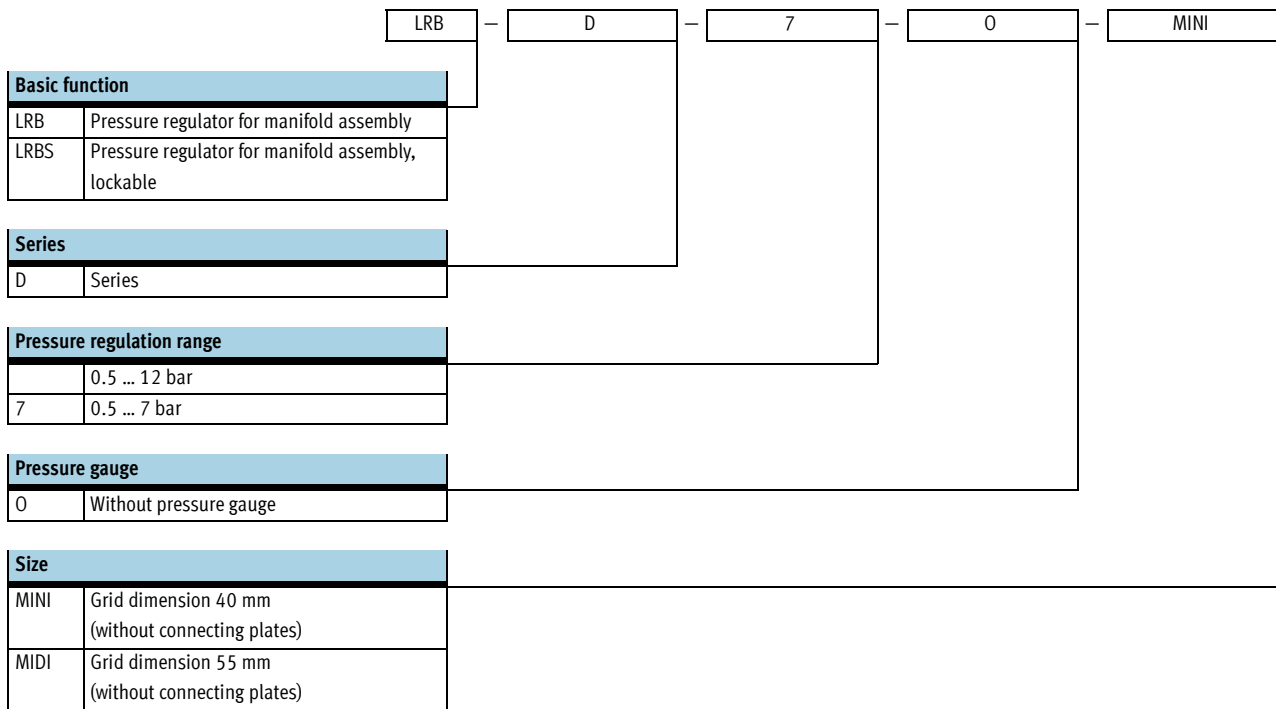 LRB – D – 7 – O – MINI
Basic function
LRB Pressure regulator for manifold assembly
LRBS Pressure regulator for manifold assembly,
lockable
Series
D Series
Pressure regulation range
0.5 … 12 bar
7 0.5 … 7 bar
Pressure gauge
O Without pressure gauge
Size
MINI Grid dimension 40 mm
(without connecting plates)
MIDI Grid dimension 55 mm
(without connecting plates)